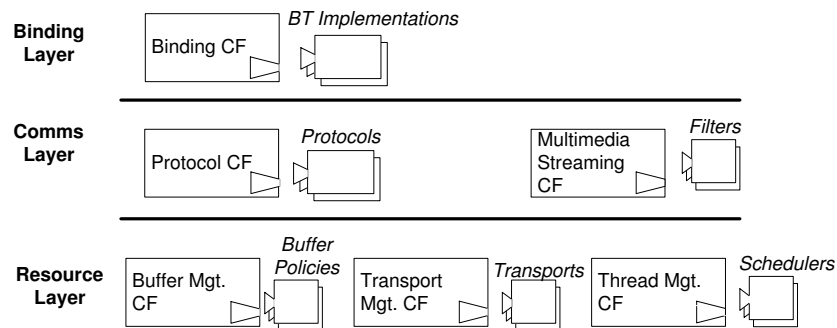 Binding
Layer
Binding CF
BT Implementations
Comms
Layer
Protocol CF
Protocols
Multimedia
Streaming
CF
Filters
Resource
Layer
Buffer Mgt.
CF
Buffer
Policies
Transport
Mgt. CF
Transports
Thread Mgt.
CF
Schedulers